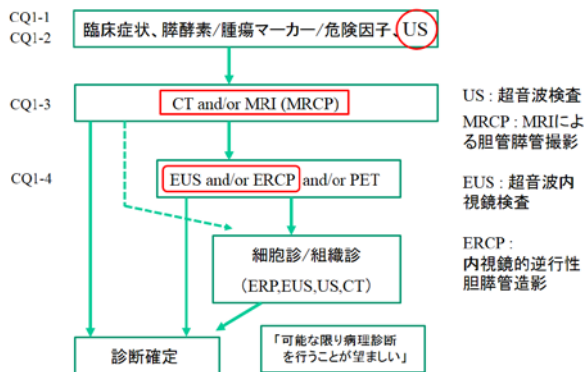 CQ1-1
CQ1-2
臨床症状、膵酵素/腫瘍マーカー/危険因子、US
CQ1-3
CT and/or MRI (MRCP)
CQ1-4
EUS and/or ERCP and/or PET
細胞診/組織診
(ERP,EUS,US,CT)
診断確定
「可能な限り病理診断
を行うことが望ましい」
US : 超音波検査
MRCP : MRIによ
る胆管膵管撮影
EUS : 超音波内
視鏡検査
ERCP :
内視鏡的逆行性
胆膵管造影